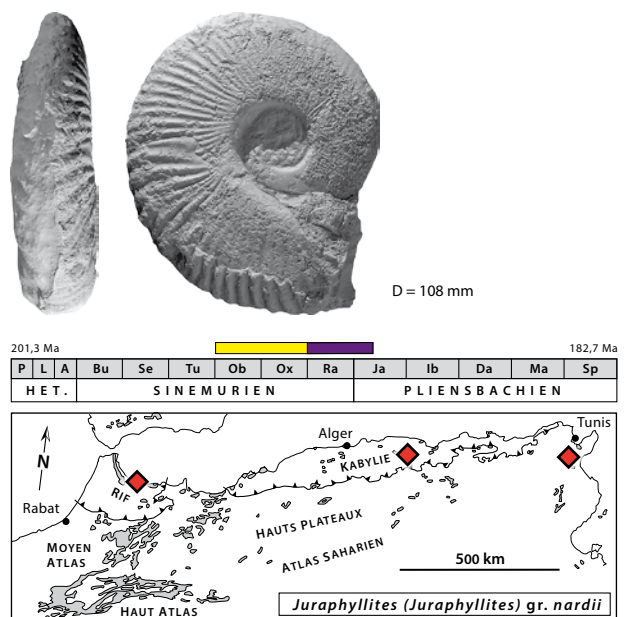 D = 108 mm
201,3 Ma
182,7 Ma
P L A Bu Se Tu Ob Ox Ra Ja Ib Da Ma Sp
HET. SINEMURIEN PLIENSBACHIEN
Tunis
Alger
N
KABYLIE
RIF
Rabat
HAUTS PLATEAUX
MOYEN
ATLAS
ATLAS SAHARIEN
500 km
HAUT ATLAS
Juraphyllites (Juraphyllites) gr. nardii